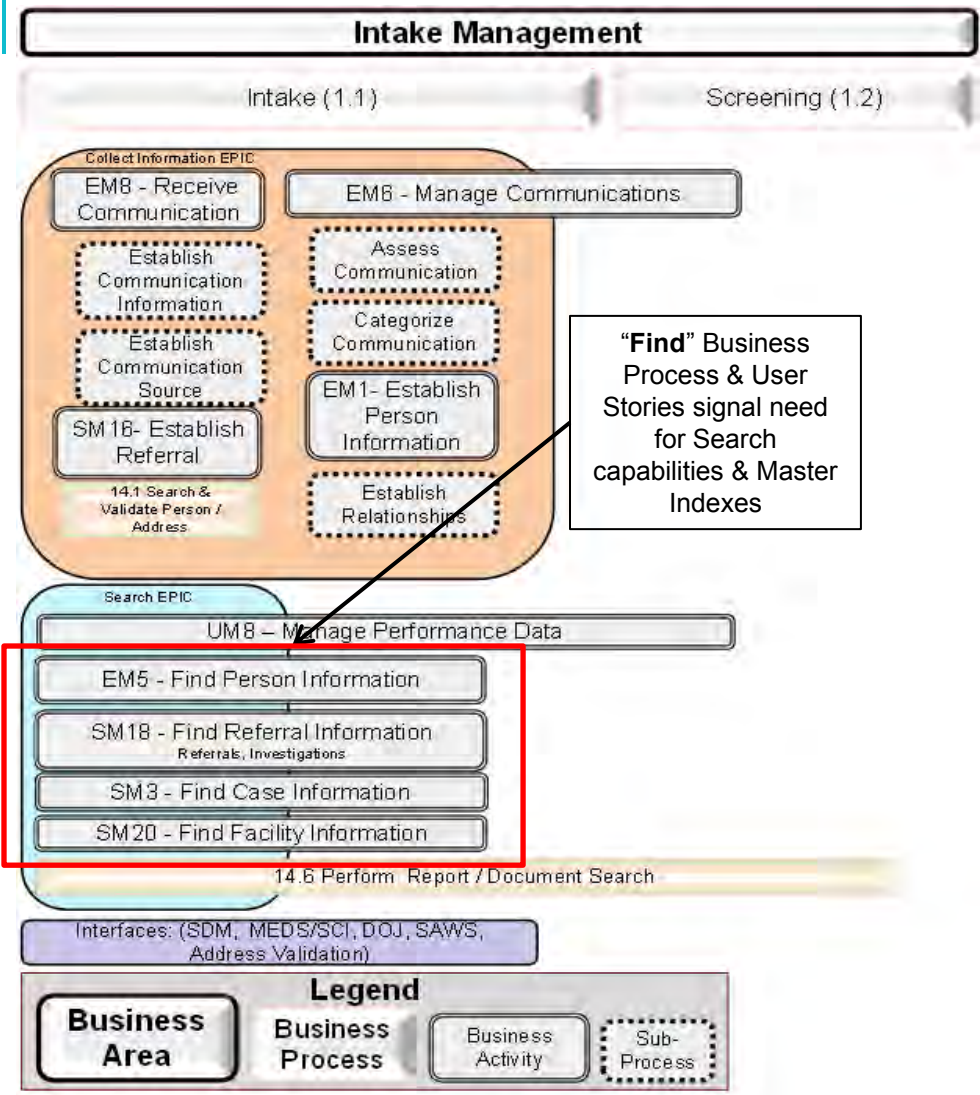 Intake Management
Intake (1.1)
Screening (1.2)
Collect Information EPIC
EM8 - Receive
Communication
EM6 - Manage Communications
Establish
Communication
Information
Assess
Communication
Establish
Communication
Source
Categorize
Communication
SM16- Establish
Referral
EM1- Establish
Person
Information
14.1 Search &
Validate Person /
Address
Establish
Relationships
“Find” Business
Process & User
Stories signal need
for Search
capabilities & Master
Indexes
Search EPIC
UM8 – Manage Performance Data
EM5 - Find Person Information
SM18 - Find Referral Information
Referrals, Investigations
SM3 - Find Case Information
SM20 - Find Facility Information
14.6 Perform Report / Document Search
Interfaces: (SDM, MEDS/SCI, DOJ, SAWS,
Address Validation)
Legend
Business
Area
Business
Process
Business
Activity
Sub-
Process